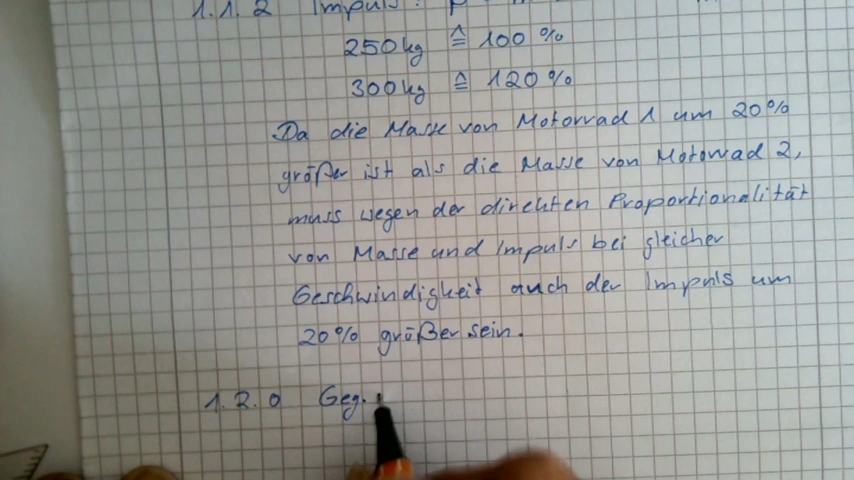 1.1.2 Impuls: p
250kg ≙ 100%
300kg ≙ 120%
Da die Masse von Motorrad 1 um 20%
größer ist als die Masse von Motorrad 2,
muss wegen der direkten Proportionalität
von Masse und Impuls bei gleicher
Geschwindigkeit auch der Impuls um
20% größer sein.
1.2.0 Geg.